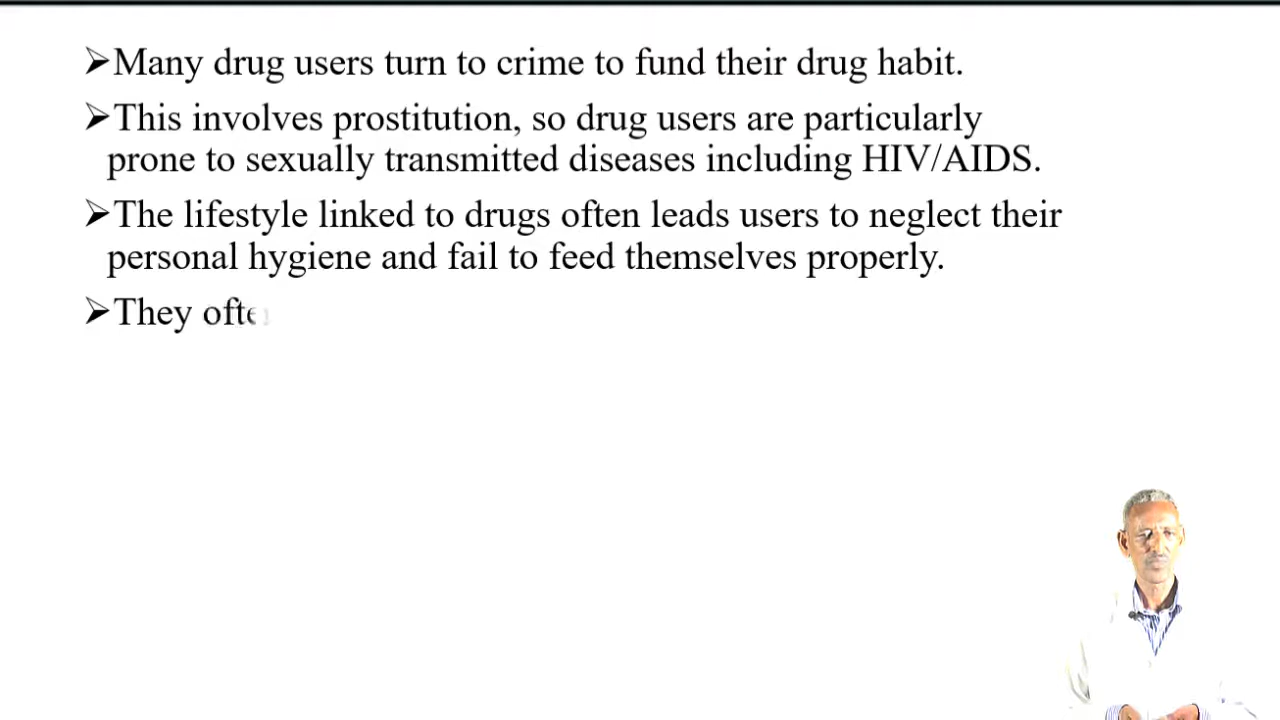 ➢Many drug users turn to crime to fund their drug habit.
➢This involves prostitution, so drug users are particularly
prone to sexually transmitted diseases including HIV/AIDS.
➢The lifestyle linked to drugs often leads users to neglect their
personal hygiene and fail to feed themselves properly.
➢They often